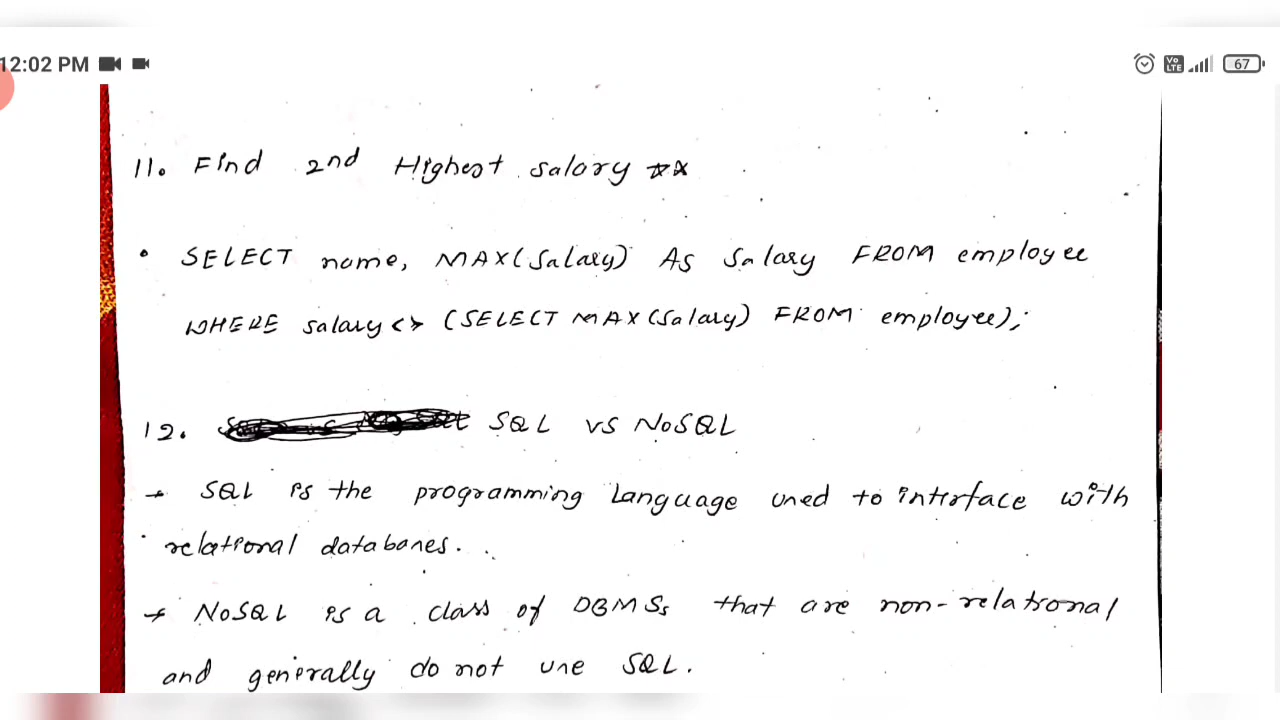 12:02 PM
Vo LTE
67
11. Find 2nd Highest salary **
• SELECT name, MAX(Salary) As Salary FROM employee
WHERE salary <> (SELECT MAX(Salary) FROM employee);
12. SQL vs NoSQL
→ SQL is the programming Language used to interface with
relational databases.
→ NoSQL is a class of DBMSs that are non-relational
and generally do not use SQL.